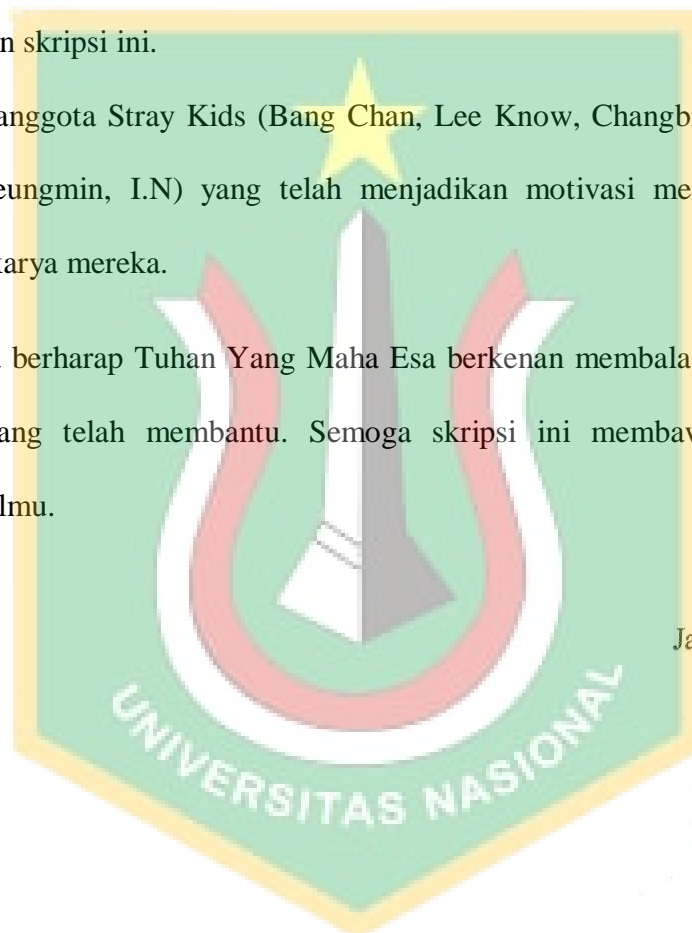 n skripsi ini.
anggota Stray Kids (Bang Chan, Lee Know, Changb
eungmin, I.N) yang telah menjadikan motivasi me
karya mereka.
berharap Tuhan Yang Maha Esa berkenan membala
ang telah membantu. Semoga skripsi ini membaw
lmu.
Ja
UNIVERSITAS NASIONAL